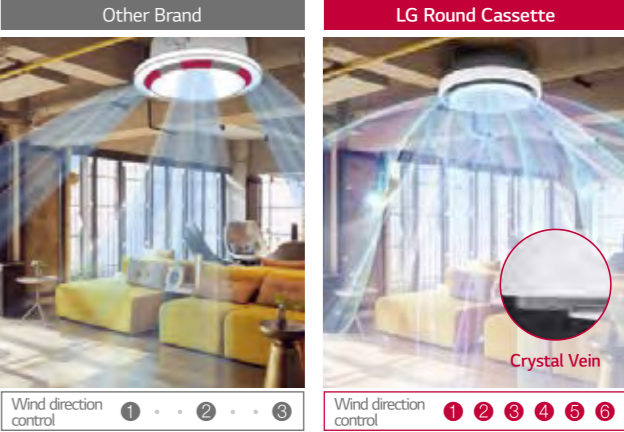 Other Brand
LG Round Cassette
Crystal Vein
Wind direction
control
1 · · 2 · · 3
Wind direction
control
1 2 3 4 5 6